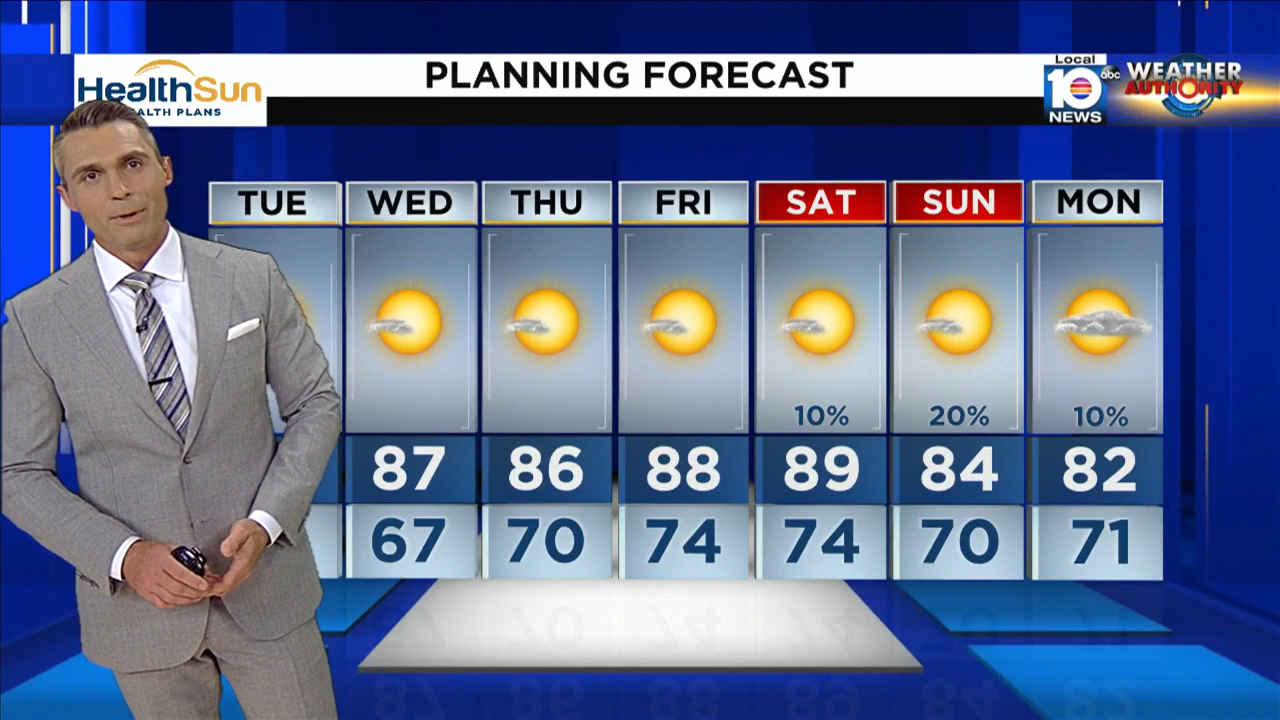 PLANNING FORECAST
HealthSun
ALTH PLANS
Local
10
NEWS
abc
WEATHER
AUTHORITY
TUE WED THU FRI SAT SUN MON
10% 20% 10%
87 86 88 89 84 82
67 70 74 74 70 71